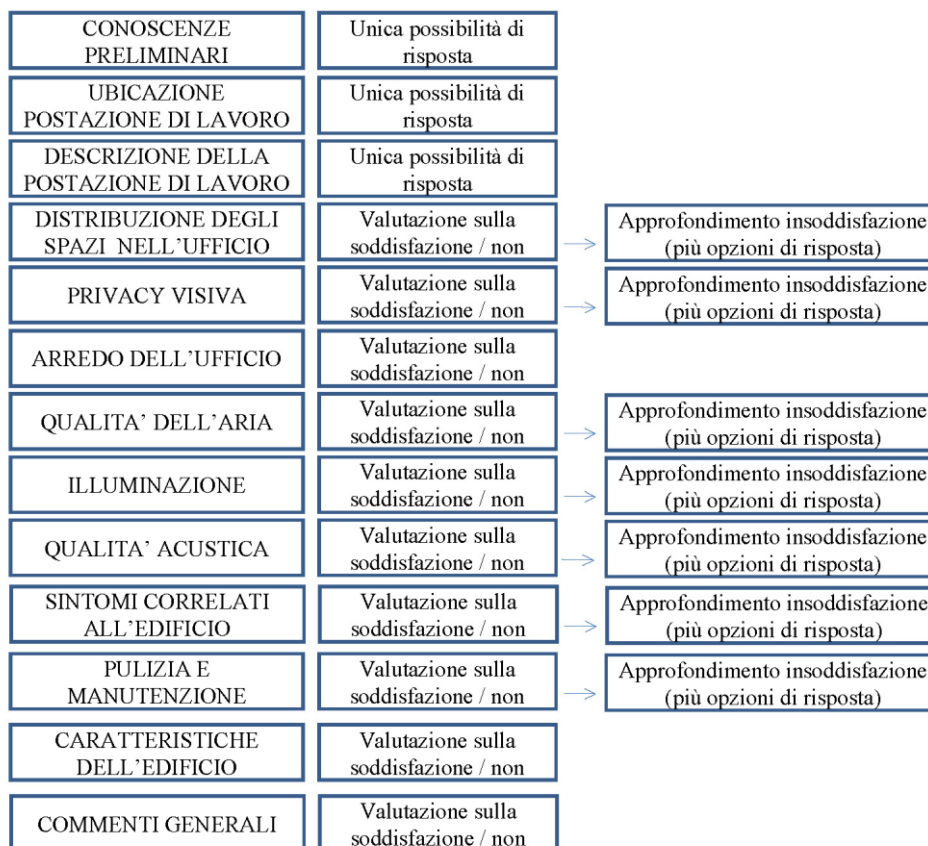 CONOSCENZE
PRELIMINARI
Unica possibilità di
risposta
UBICAZIONE
POSTAZIONE DI LAVORO
Unica possibilità di
risposta
DESCRIZIONE DELLA
POSTAZIONE DI LAVORO
Unica possibilità di
risposta
DISTRIBUZIONE DEGLI
SPAZI NELL’UFFICIO
Valutazione sulla
soddisfazione / non
Approfondimento insoddisfazione
(più opzioni di risposta)
PRIVACY VISIVA
Valutazione sulla
soddisfazione / non
Approfondimento insoddisfazione
(più opzioni di risposta)
ARREDO DELL’UFFICIO
Valutazione sulla
soddisfazione / non
QUALITA’ DELL’ARIA
Valutazione sulla
soddisfazione / non
Approfondimento insoddisfazione
(più opzioni di risposta)
ILLUMINAZIONE
Valutazione sulla
soddisfazione / non
Approfondimento insoddisfazione
(più opzioni di risposta)
QUALITA’ ACUSTICA
Valutazione sulla
soddisfazione / non
Approfondimento insoddisfazione
(più opzioni di risposta)
SINTOMI CORRELATI
ALL’EDIFICIO
Valutazione sulla
soddisfazione / non
Approfondimento insoddisfazione
(più opzioni di risposta)
PULIZIA E
MANUTENZIONE
Valutazione sulla
soddisfazione / non
Approfondimento insoddisfazione
(più opzioni di risposta)
CARATTERISTICHE
DELL’EDIFICIO
Valutazione sulla
soddisfazione / non
COMMENTI GENERALI
Valutazione sulla
soddisfazione / non